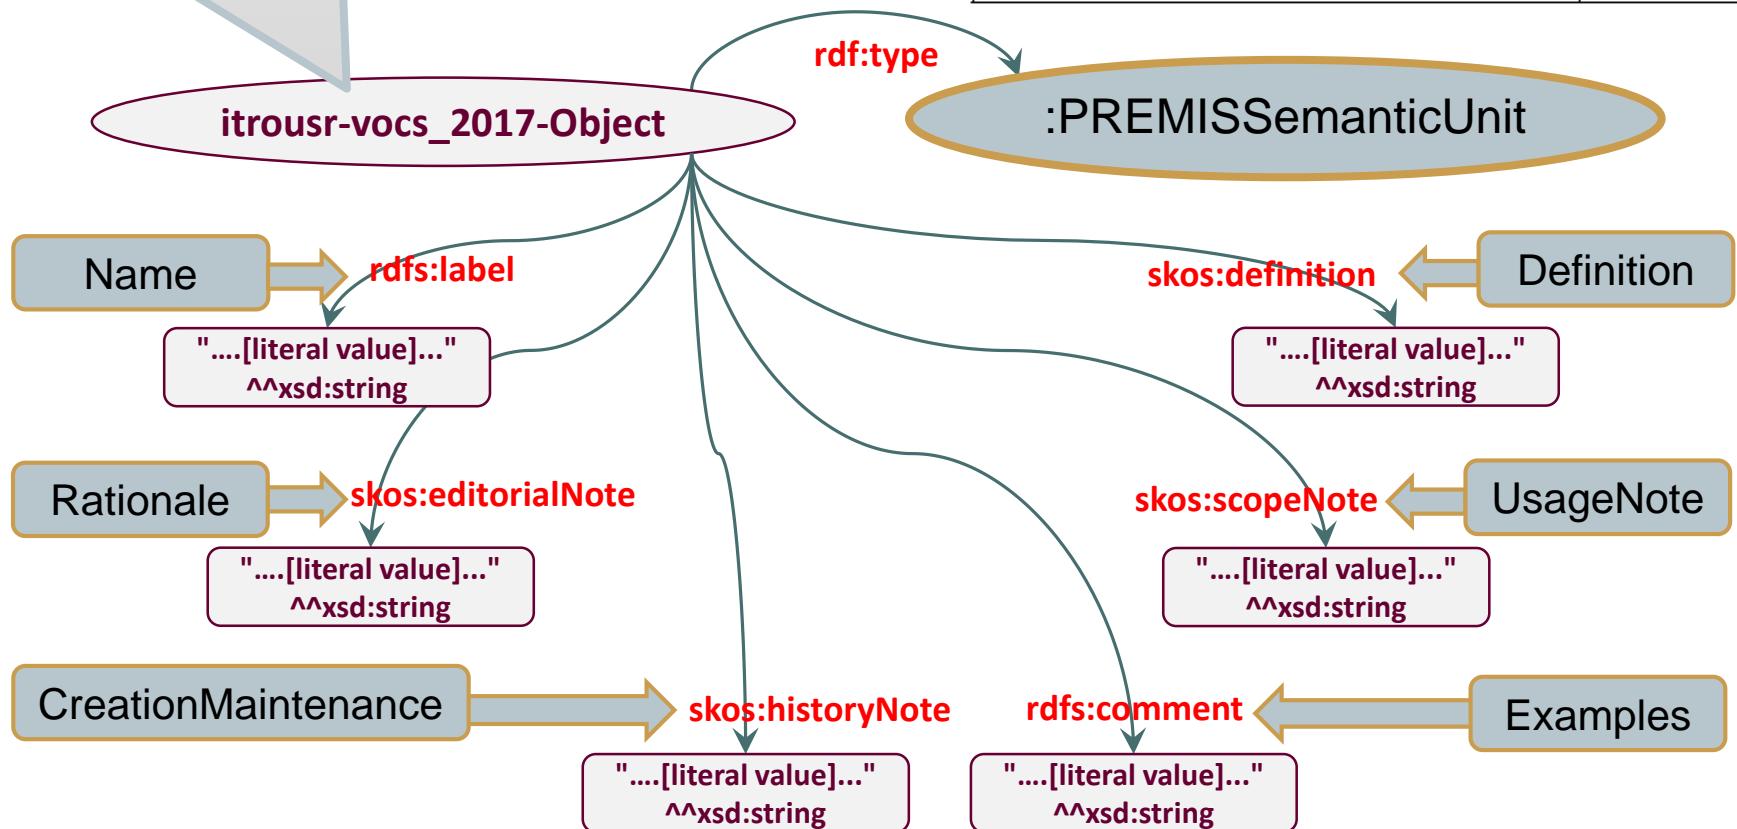 rdf:type
itrousr-vocs_2017-Object
:PREMISSemanticUnit
Name
rdfs:label
skos:definition
Definition
"....[literal value]..."
^^xsd:string
"....[literal value]..."
^^xsd:string
Rationale
skos:editorialNote
skos:scopeNote
UsageNote
"....[literal value]..."
^^xsd:string
"....[literal value]..."
^^xsd:string
CreationMaintenance
skos:historyNote
rdfs:comment
Examples
"....[literal value]..."
^^xsd:string
"....[literal value]..."
^^xsd:string